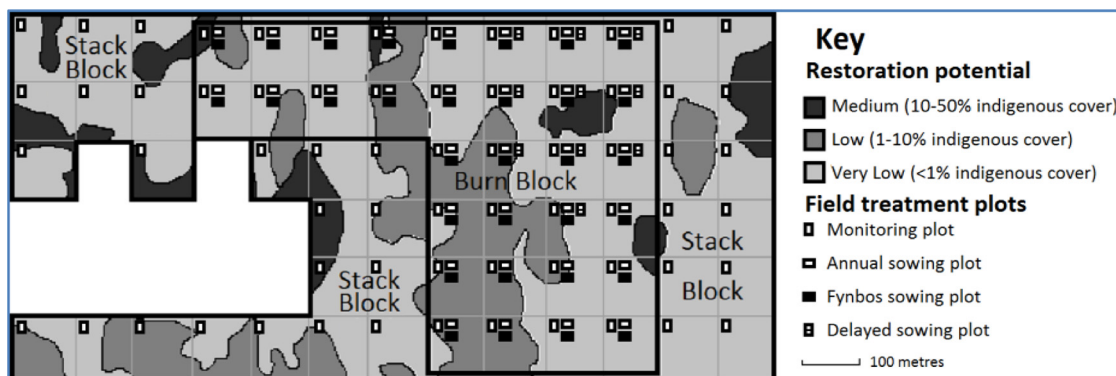 Stack
Block
Burn Block
Stack
Block
Stack
Block
Key
Restoration potential
Medium (10-50% indigenous cover)
Low (1-10% indigenous cover)
Very Low (<1% indigenous cover)
Field treatment plots
Monitoring plot
Annual sowing plot
Fynbos sowing plot
Delayed sowing plot
100 metres